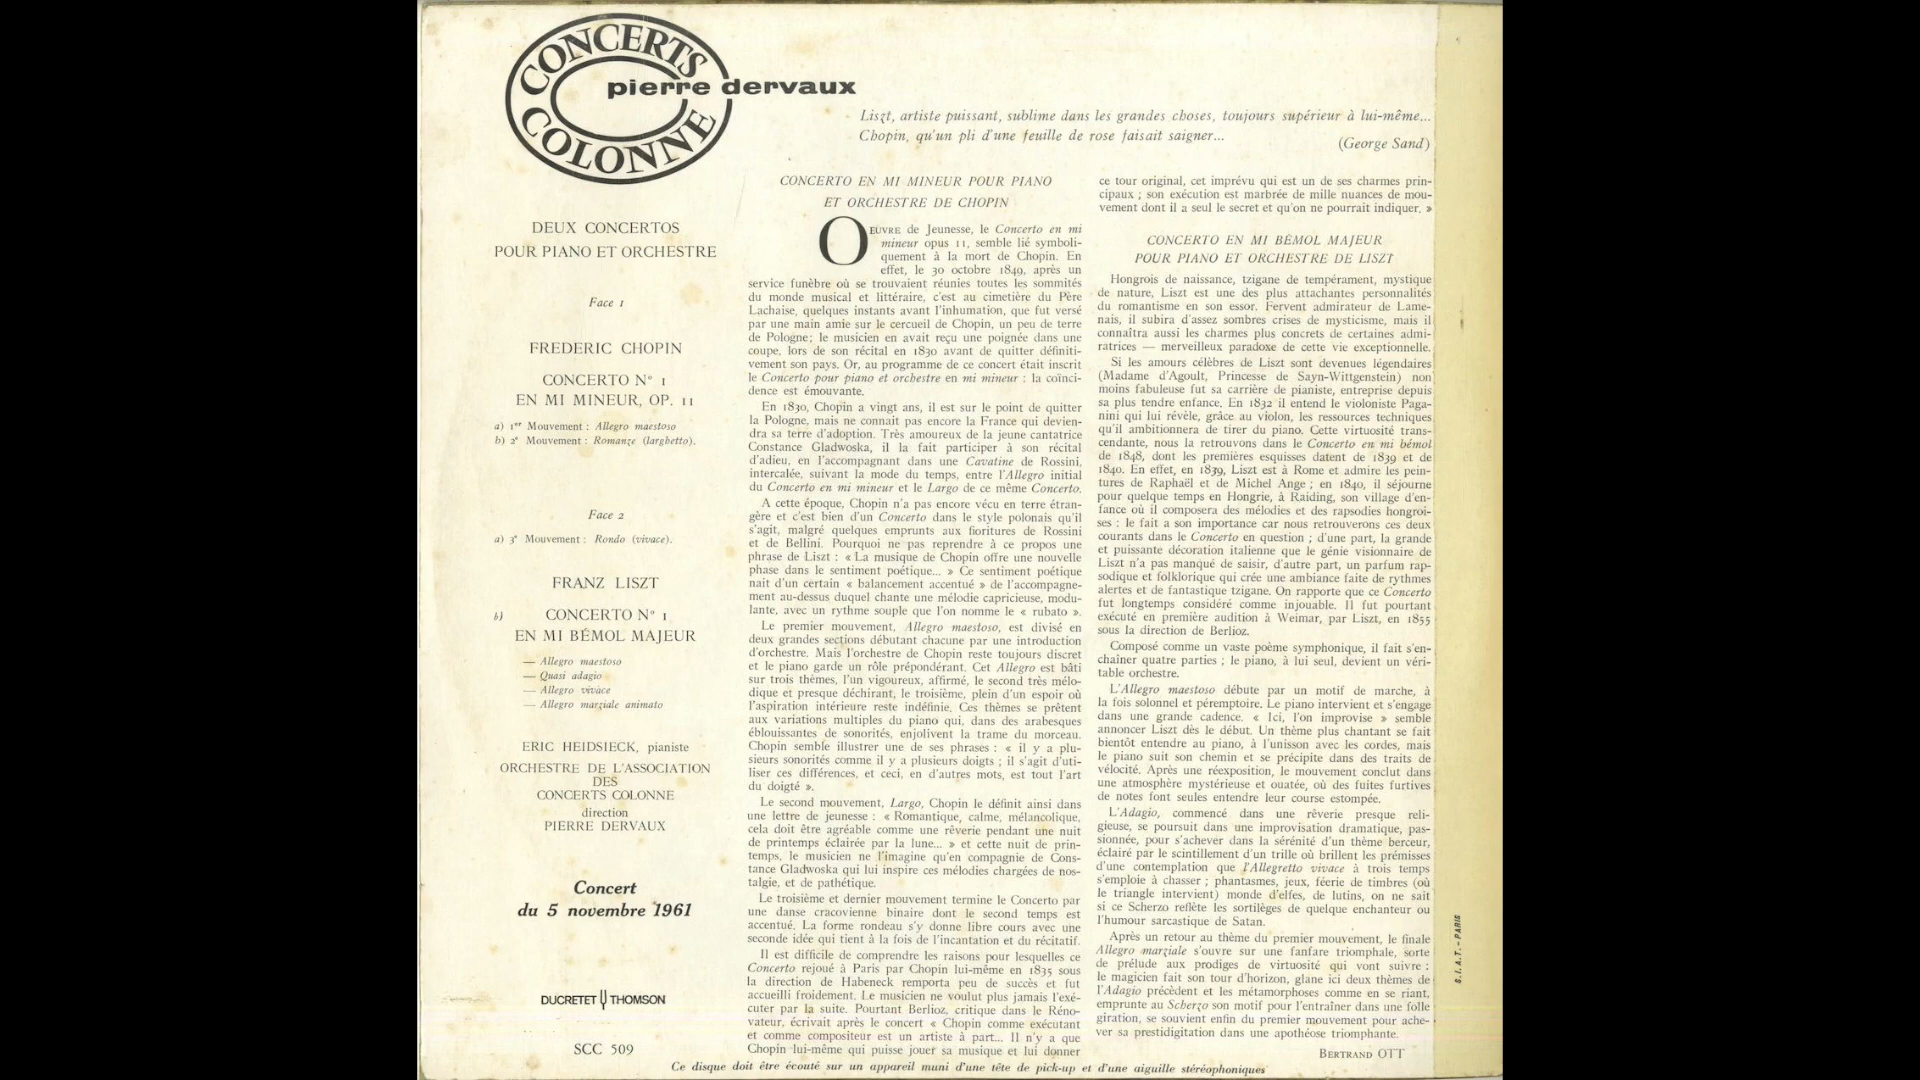 CONCERTS
COLONNE
pierre dervaux
Liszt, artiste puissant, sublime dans les grandes choses, toujours supérieur à lui-même...
Chopin, qu'un pli d'une feuille de rose faisait saigner...
(George Sand)
DEUX CONCERTOS
POUR PIANO ET ORCHESTRE
Face 1
FREDERIC CHOPIN
CONCERTO N° 1
EN MI MINEUR, OP. 11
a) 1er Mouvement : Allegro maestoso
b) 2e Mouvement : Romanze (larghetto).
Face 2
a) 3e Mouvement : Rondo (vivace).
FRANZ LISZT
b) CONCERTO N° 1
EN MI BÉMOL MAJEUR
— Allegro maestoso
— Quasi adagio
— Allegro vivace
— Allegro marziale animato
ERIC HEIDSIECK, pianiste
ORCHESTRE DE L'ASSOCIATION
DES
CONCERTS COLONNE
direction
PIERRE DERVAUX
Concert
du 5 novembre 1961
DUCRETET THOMSON
SCC 509
CONCERTO EN MI MINEUR POUR PIANO
ET ORCHESTRE DE CHOPIN
OEUVRE de Jeunesse, le Concerto en mi
mineur opus 11, semble lié symboli-
quement à la mort de Chopin. En
effet, le 30 octobre 1849, après un
service funèbre où se trouvaient réunies toutes les sommités
du monde musical et littéraire, c'est au cimetière du Père
Lachaise, quelques instants avant l'inhumation, que fut versé
par une main amie sur le cercueil de Chopin, un peu de terre
de Pologne; le musicien en avait reçu une poignée dans une
coupe, lors de son récital en 1830 avant de quitter définiti-
vement son pays. Or, au programme de ce concert était inscrit
le Concerto pour piano et orchestre en mi mineur : la coïnci-
dence est émouvante.
En 1830, Chopin a vingt ans, il est sur le point de quitter
la Pologne, mais ne connait pas encore la France qui devien-
dra sa terre d'adoption. Très amoureux de la jeune cantatrice
Constance Gladwoska, il la fait participer à son récital
d'adieu, en l'accompagnant dans une Cavatine de Rossini,
intercalée, suivant la mode du temps, entre l'Allegro initial
du Concerto en mi mineur et le Largo de ce même Concerto.
A cette époque, Chopin n'a pas encore vécu en terre étran-
gère et c'est bien d'un Concerto dans le style polonais qu'il
s'agit, malgré quelques emprunts aux fioritures de Rossini
et de Bellini. Pourquoi ne pas reprendre à ce propos une
phrase de Liszt : « La musique de Chopin offre une nouvelle
phase dans le sentiment poétique... » Ce sentiment poétique
nait d'un certain « balancement accentué » de l'accompagne-
ment au-dessus duquel chante une mélodie capricieuse, modu-
lante, avec un rythme souple que l'on nomme le « rubato ».
Le premier mouvement, Allegro maestoso, est divisé en
deux grandes sections débutant chacune par une introduction
d'orchestre. Mais l'orchestre de Chopin reste toujours discret
et le piano garde un rôle prépondérant. Cet Allegro est bâti
sur trois thèmes, l'un vigoureux, affirmé, le second très mélo-
dique et presque déchirant, le troisième, plein d'un espoir où
l'aspiration intérieure reste indéfinie. Ces thèmes se prêtent
aux variations multiples du piano qui, dans des arabesques
éblouissantes de sonorités, enjolivent la trame du morceau.
Chopin semble illustrer une de ses phrases : « il y a plu-
sieurs sonorités comme il y a plusieurs doigts ; il s'agit d'uti-
liser ces différences, et ceci, en d'autres mots, est tout l'art
du doigté ».
Le second mouvement, Largo, Chopin le définit ainsi dans
une lettre de jeunesse : « Romantique, calme, mélancolique,
cela doit être agréable comme une rêverie pendant une nuit
de printemps éclairée par la lune... » et cette nuit de prin-
temps, le musicien ne l'imagine qu'en compagnie de Cons-
tance Gladwoska qui lui inspire ces mélodies chargées de nos-
talgie, et de pathétique.
Le troisième et dernier mouvement termine le Concerto par
une danse cracovienne binaire dont le second temps est
accentué. La forme rondeau s'y donne libre cours avec une
seconde idée qui tient à la fois de l'incantation et du récitatif.
Il est difficile de comprendre les raisons pour lesquelles ce
Concerto rejoué à Paris par Chopin lui-même en 1835 sous
la direction de Habeneck remporta peu de succès et fut
accueilli froidement. Le musicien ne voulut plus jamais l'exé-
cuter par la suite. Pourtant Berlioz, critique dans le Réno-
vateur, écrivait après le concert « Chopin comme exécutant
et comme compositeur est un artiste à part... Il n'y a que
Chopin lui-même qui puisse jouer sa musique et lui donner
ce tour original, cet imprévu qui est un de ses charmes prin-
cipaux ; son exécution est marbrée de mille nuances de mou-
vement dont il a seul le secret et qu'on ne pourrait indiquer. »
CONCERTO EN MI BÉMOL MAJEUR
POUR PIANO ET ORCHESTRE DE LISZT
Hongrois de naissance, tzigane de tempérament, mystique
de nature, Liszt est une des plus attachantes personnalités
du romantisme en son essor. Fervent admirateur de Lame-
nais, il subira d'assez sombres crises de mysticisme, mais il
connaîtra aussi les charmes plus concrets de certaines admi-
ratrices — merveilleux paradoxe de cette vie exceptionnelle.
Si les amours célèbres de Liszt sont devenues légendaires
(Madame d'Agoult, Princesse de Sayn-Wittgenstein) non
moins fabuleuse fut sa carrière de pianiste, entreprise depuis
sa plus tendre enfance. En 1832 il entend le violoniste Paga-
nini qui lui révèle, grâce au violon, les ressources techniques
qu'il ambitionnera de tirer du piano. Cette virtuosité trans-
cendante, nous la retrouvons dans le Concerto en mi bémol
de 1848, dont les premières esquisses datent de 1839 et de
1840. En effet, en 1839, Liszt est à Rome et admire les pein-
tures de Raphaël et de Michel Ange ; en 1840, il séjourne
pour quelque temps en Hongrie, à Raiding, son village d'en-
fance où il composera des mélodies et des rapsodies hongroi-
ses : le fait a son importance car nous retrouverons ces deux
courants dans le Concerto en question ; d'une part, la grande
et puissante décoration italienne que le génie visionnaire de
Liszt n'a pas manqué de saisir, d'autre part, un parfum rap-
sodique et folklorique qui crée une ambiance faite de rythmes
alertes et de fantastique tzigane. On rapporte que ce Concerto
fut longtemps considéré comme injouable. Il fut pourtant
exécuté en première audition à Weimar, par Liszt, en 1855
sous la direction de Berlioz.
Composé comme un vaste poème symphonique, il fait s'en-
chaîner quatre parties ; le piano, à lui seul, devient un véri-
table orchestre.
L'Allegro maestoso débute par un motif de marche, à
la fois solonnel et péremptoire. Le piano intervient et s'engage
dans une grande cadence. « Ici, l'on improvise » semble
annoncer Liszt dès le début. Un thème plus chantant se fait
bientôt entendre au piano, à l'unisson avec les cordes, mais
le piano suit son chemin et se précipite dans des traits de
vélocité. Après une réexposition, le mouvement conclut dans
une atmosphère mystérieuse et ouatée, où des fuites furtives
de notes font seules entendre leur course estompée.
L'Adagio, commencé dans une rêverie presque reli-
gieuse, se poursuit dans une improvisation dramatique, pas-
sionnée, pour s'achever dans la sérénité d'un thème berceur,
éclairé par le scintillement d'un trille où brillent les prémisses
d'une contemplation que l'Allegretto vivace à trois temps
s'emploie à chasser ; phantasmes, jeux, féerie de timbres (où
le triangle intervient) monde d'elfes, de lutins, on ne sait
si ce Scherzo reflète les sortilèges de quelque enchanteur ou
l'humour sarcastique de Satan.
Après un retour au thème du premier mouvement, le finale
Allegro marziale s'ouvre sur une fanfare triomphale, sorte
de prélude aux prodiges de virtuosité qui vont suivre :
le magicien fait son tour d'horizon, glane ici deux thèmes de
l'Adagio précèdent et les métamorphoses comme en se riant,
emprunte au Scherzo son motif pour l'entraîner dans une folle
giration, se souvient enfin du premier mouvement pour ache-
ver sa prestidigitation dans une apothéose triomphante.
BERTRAND OTT
S.I.A.T. - PARIS
Ce disque doit être écouté sur un appareil muni d'une tête de pick-up et d'une aiguille stéréophoniques